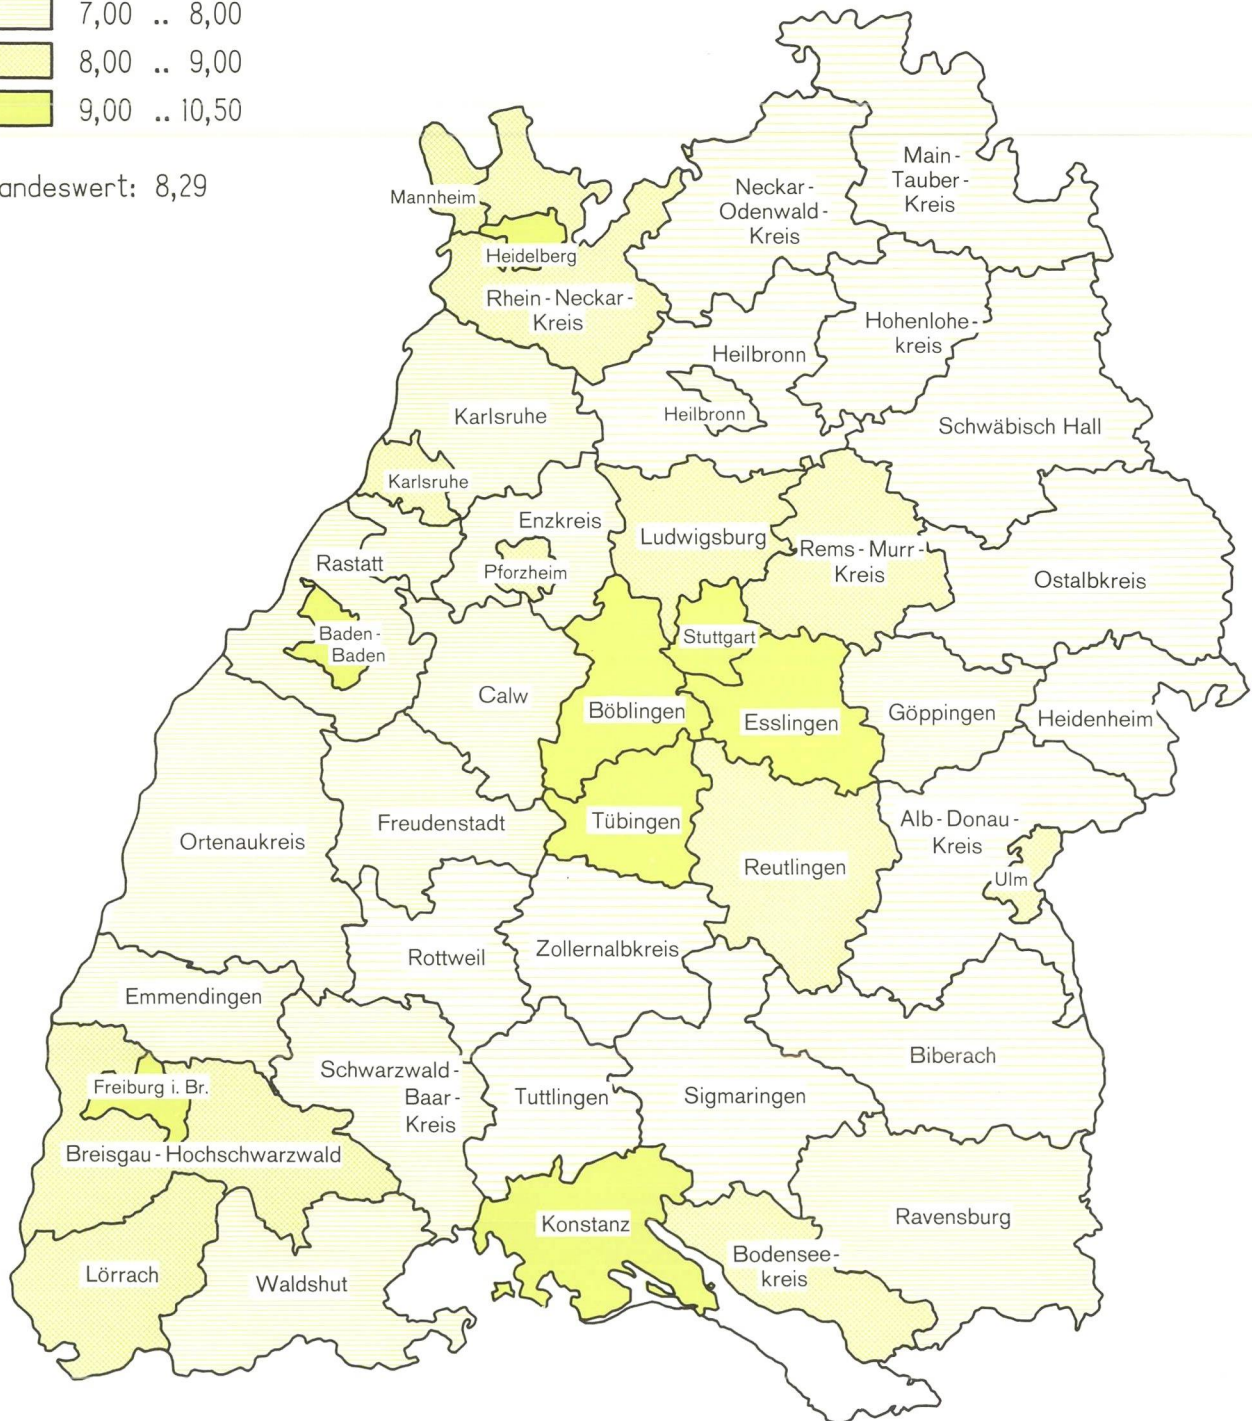 7,00 .. 8,00
8,00 .. 9,00
9,00 .. 10,50
andeswert: 8,29
Main-
Tauber-
Kreis
Neckar-
Odenwald-
Kreis
Mannheim
Heidelberg
Rhein-Neckar-
Kreis
Hohenlohe-
kreis
Heilbronn
Heilbronn
Karlsruhe
Schwäbisch Hall
Karlsruhe
Enzkreis
Ludwigsburg
Rems-Murr-
Kreis
Rastatt
Pforzheim
Ostalbkreis
Baden-
Baden
Stuttgart
Calw
Böblingen
Esslingen
Göppingen
Heidenheim
Ortenaukreis
Freudenstadt
Tübingen
Alb-Donau-
Kreis
Reutlingen
Ulm
Rottweil
Zollernalbkreis
Emmendingen
Schwarzwald-
Baar-
Kreis
Biberach
Freiburg i. Br.
Tuttlingen
Sigmaringen
Breisgau-Hochschwarzwald
Konstanz
Ravensburg
Bodensee-
kreis
Lörrach
Waldshut